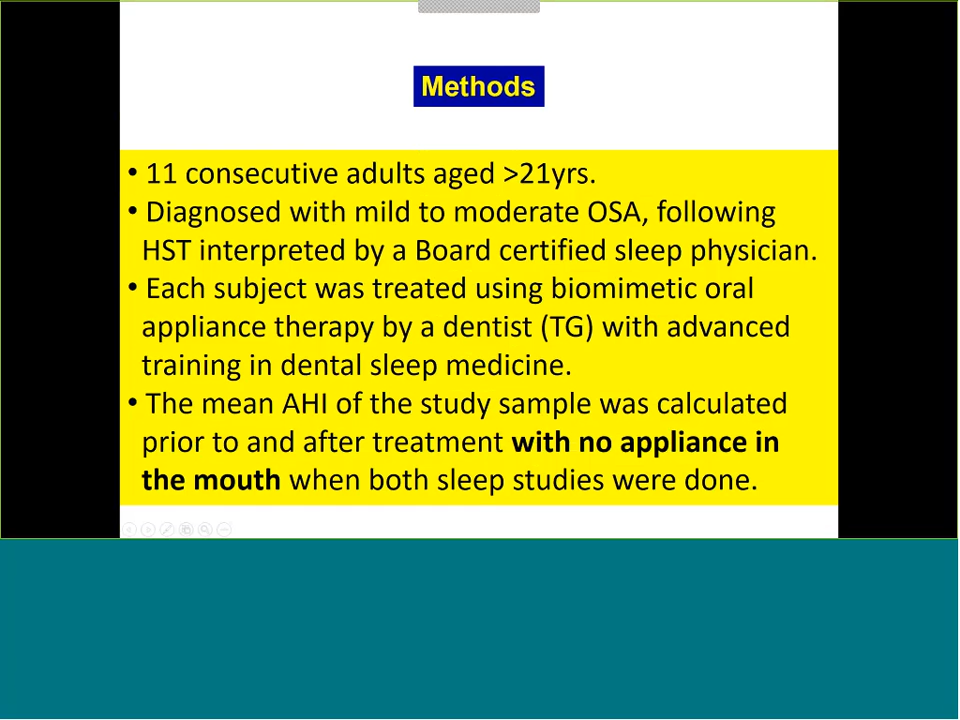 Methods
• 11 consecutive adults aged >21yrs.
• Diagnosed with mild to moderate OSA, following
HST interpreted by a Board certified sleep physician.
• Each subject was treated using biomimetic oral
appliance therapy by a dentist (TG) with advanced
training in dental sleep medicine.
• The mean AHI of the study sample was calculated
prior to and after treatment with no appliance in
the mouth when both sleep studies were done.